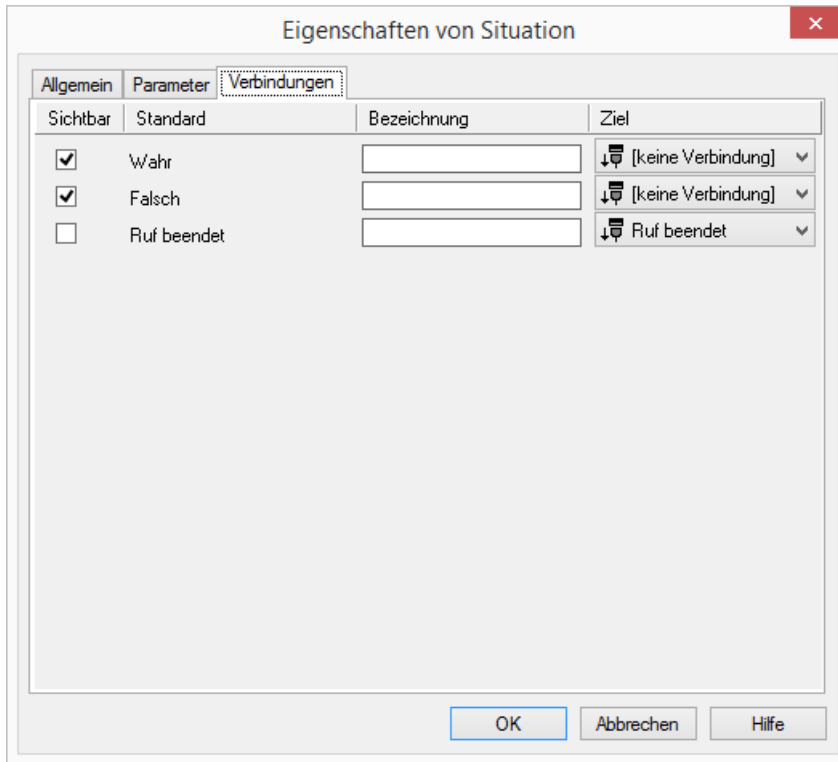 Eigenschaften von Situation
Allgemein Parameter Verbindungen
Sichtbar Standard Bezeichnung Ziel
Wahr [keine Verbindung]
Falsch [keine Verbindung]
Ruf beendet Ruf beendet
OK Abbrechen Hilfe